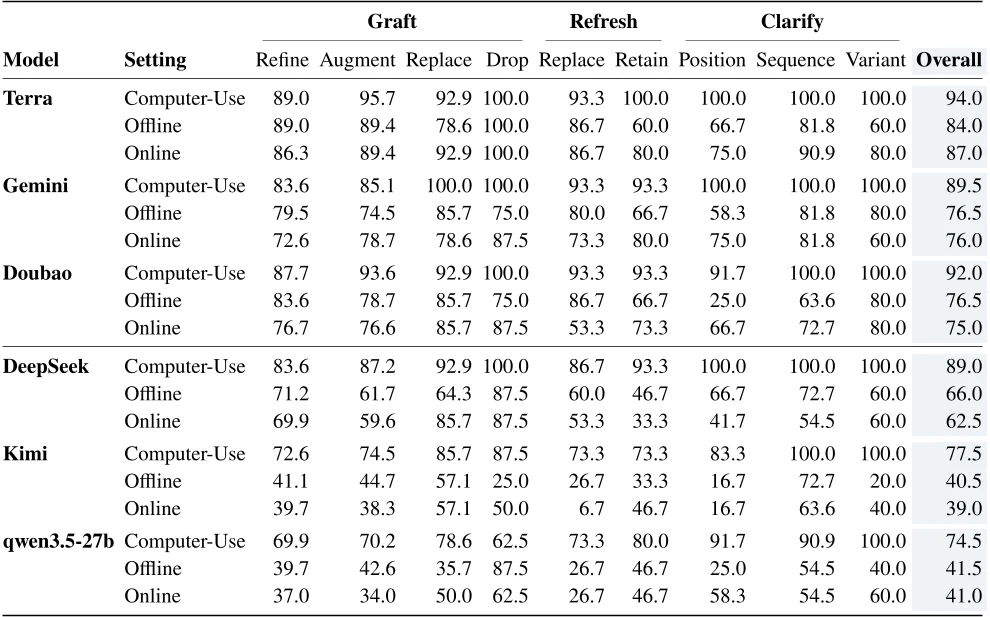 Graft Refresh Clarify
Model Setting Refine Augment Replace Drop Replace Retain Position Sequence Variant Overall
Terra Computer-Use 89.0 95.7 92.9 100.0 93.3 100.0 100.0 100.0 100.0 94.0
Offline 89.0 89.4 78.6 100.0 86.7 60.0 66.7 81.8 60.0 84.0
Online 86.3 89.4 92.9 100.0 86.7 80.0 75.0 90.9 80.0 87.0
Gemini Computer-Use 83.6 85.1 100.0 100.0 93.3 93.3 100.0 100.0 100.0 89.5
Offline 79.5 74.5 85.7 75.0 80.0 66.7 58.3 81.8 80.0 76.5
Online 72.6 78.7 78.6 87.5 73.3 80.0 75.0 81.8 60.0 76.0
Doubao Computer-Use 87.7 93.6 92.9 100.0 93.3 93.3 91.7 100.0 100.0 92.0
Offline 83.6 78.7 85.7 75.0 86.7 66.7 25.0 63.6 80.0 76.5
Online 76.7 76.6 85.7 87.5 53.3 73.3 66.7 72.7 80.0 75.0
DeepSeek Computer-Use 83.6 87.2 92.9 100.0 86.7 93.3 100.0 100.0 100.0 89.0
Offline 71.2 61.7 64.3 87.5 60.0 46.7 66.7 72.7 60.0 66.0
Online 69.9 59.6 85.7 87.5 53.3 33.3 41.7 54.5 60.0 62.5
Kimi Computer-Use 72.6 74.5 85.7 87.5 73.3 73.3 83.3 100.0 100.0 77.5
Offline 41.1 44.7 57.1 25.0 26.7 33.3 16.7 72.7 20.0 40.5
Online 39.7 38.3 57.1 50.0 6.7 46.7 16.7 63.6 40.0 39.0
qwen3.5-27b Computer-Use 69.9 70.2 78.6 62.5 73.3 80.0 91.7 90.9 100.0 74.5
Offline 39.7 42.6 35.7 87.5 26.7 46.7 25.0 54.5 40.0 41.5
Online 37.0 34.0 50.0 62.5 26.7 46.7 58.3 54.5 60.0 41.0